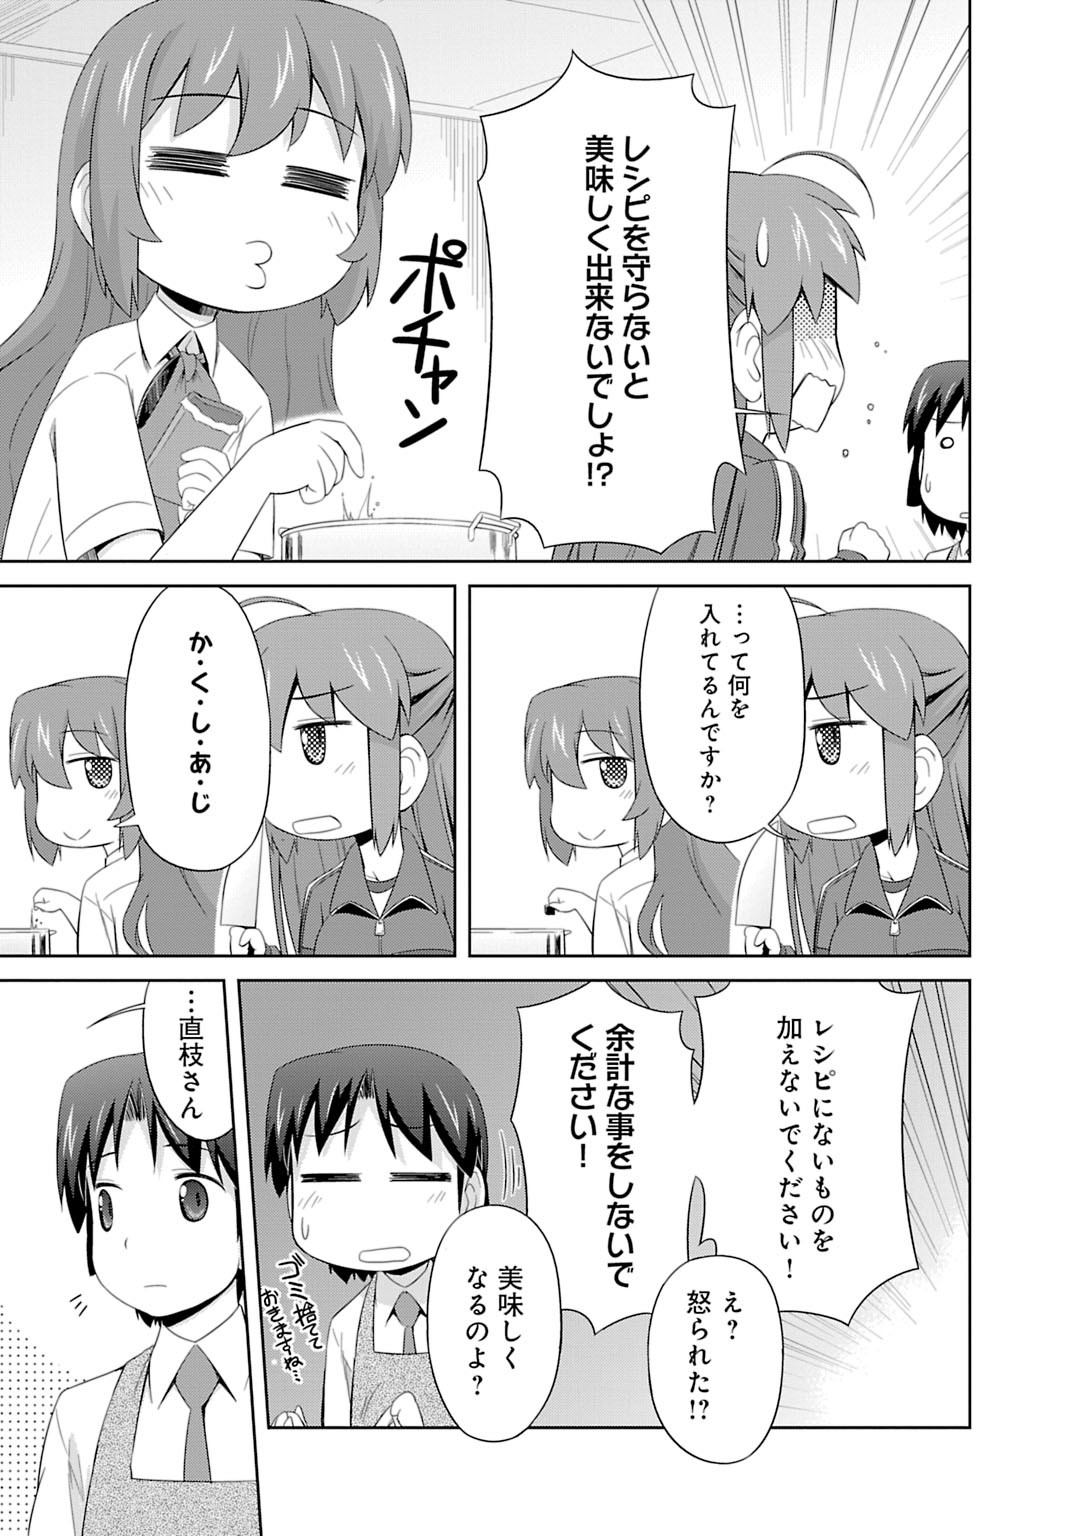 レシピを守らないと
美味しく出来ないでしょ!?
ポチャン
…って何を
入れてるんですか?
か・く・し・あ・じ
レシピにないものを
加えないでください!
余計な事をしないで
ください!
え?
怒られた!?
美味しく
なるのよ?
ゴミ捨てて
おきますね…
…直枝さん